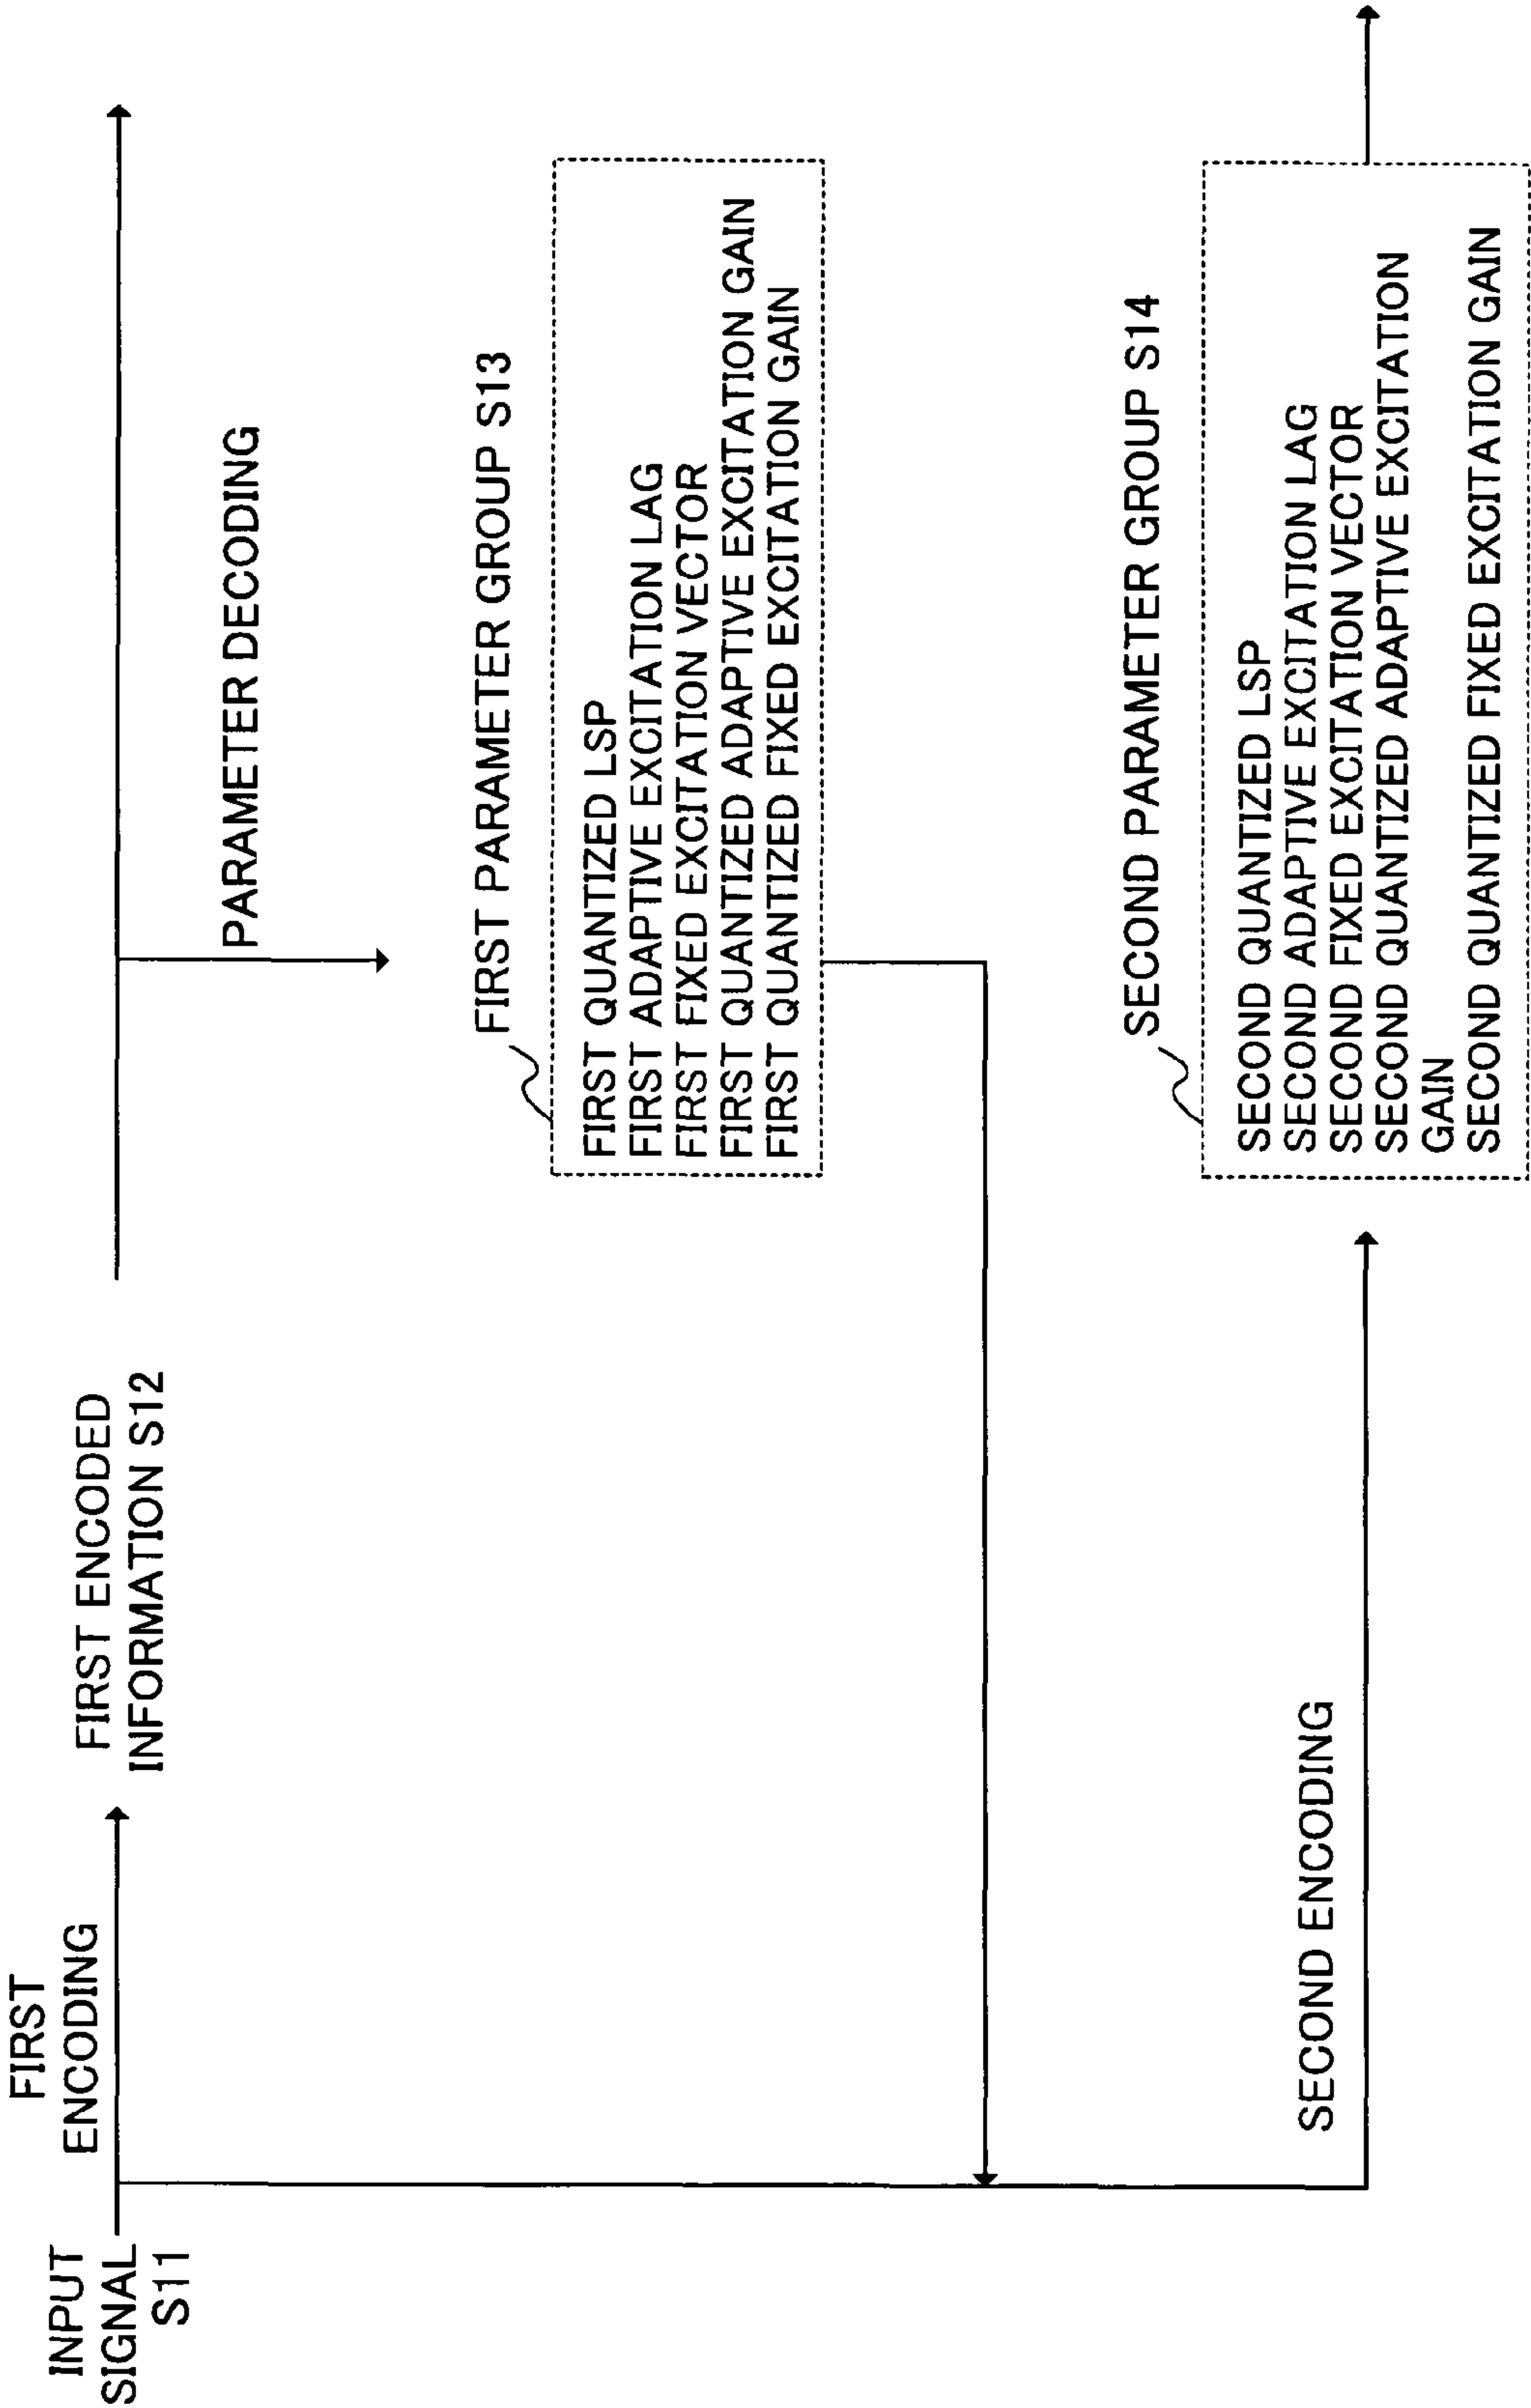 INPUT
SIGNAL
S11
FIRST
ENCODING
FIRST ENCODED
INFORMATION S12
PARAMETER DECODING
FIRST PARAMETER GROUP S13
FIRST QUANTIZED LSP
FIRST ADAPTIVE EXCITATION LAG
FIRST FIXED EXCITATION VECTOR
FIRST QUANTIZED ADAPTIVE EXCITATION GAIN
FIRST QUANTIZED FIXED EXCITATION GAIN
SECOND ENCODING
SECOND PARAMETER GROUP S14
SECOND QUANTIZED LSP
SECOND ADAPTIVE EXCITATION LAG
SECOND FIXED EXCITATION VECTOR
SECOND QUANTIZED ADAPTIVE EXCITATION
GAIN
SECOND QUANTIZED FIXED EXCITATION GAIN